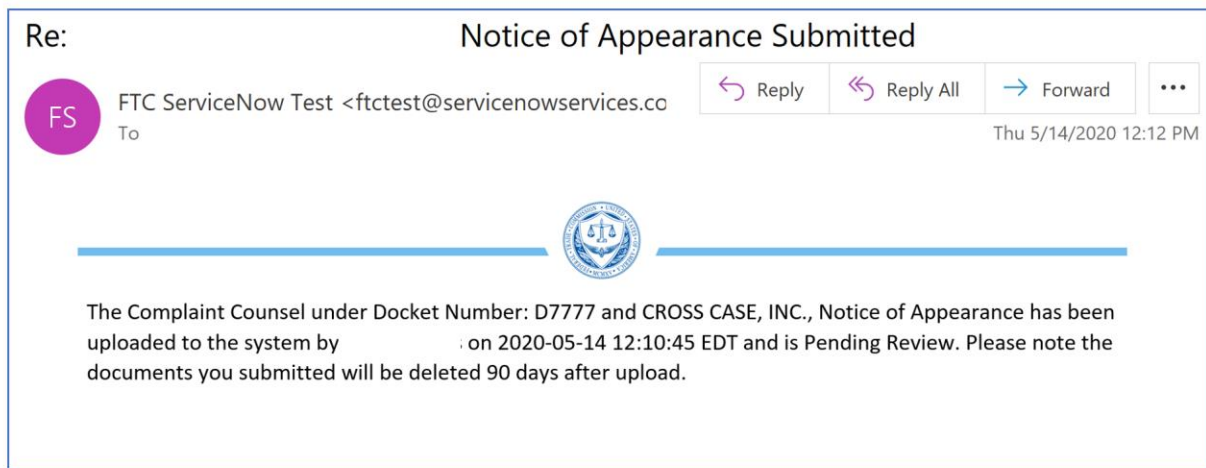 Re: Notice of Appearance Submitted
FS
FTC ServiceNow Test <ftctest@servicenowservices.co
Reply Reply All Forward ...
To
Thu 5/14/2020 12:12 PM
The Complaint Counsel under Docket Number: D7777 and CROSS CASE, INC., Notice of Appearance has been
uploaded to the system by on 2020-05-14 12:10:45 EDT and is Pending Review. Please note the
documents you submitted will be deleted 90 days after upload.